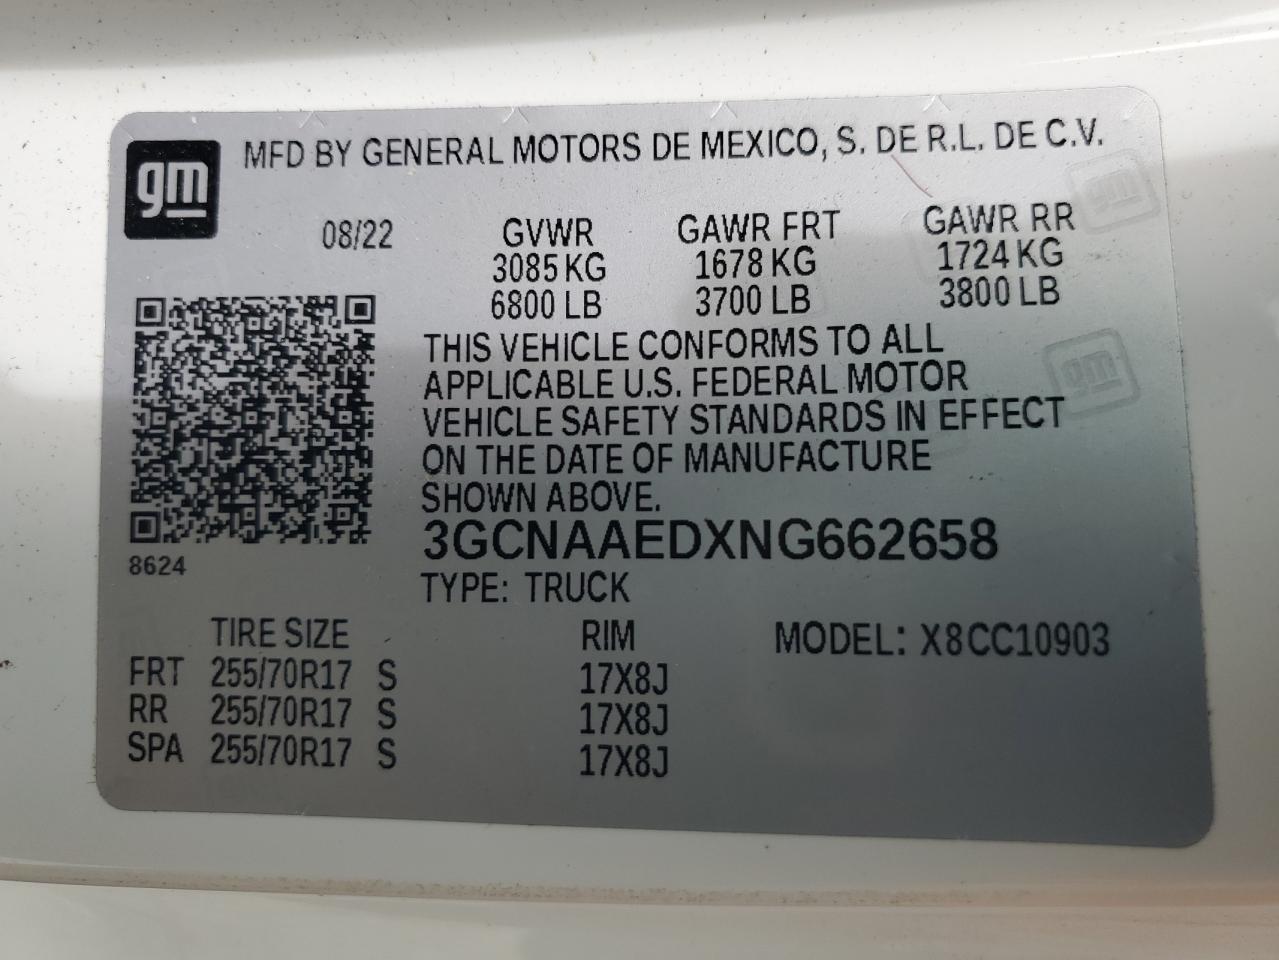 gm
MFD BY GENERAL MOTORS DE MEXICO, S. DE R.L. DE C.V.
08/22 GVWR GAWR FRT GAWR RR
3085 KG 1678 KG 1724 KG
6800 LB 3700 LB 3800 LB
THIS VEHICLE CONFORMS TO ALL
APPLICABLE U.S. FEDERAL MOTOR
VEHICLE SAFETY STANDARDS IN EFFECT
ON THE DATE OF MANUFACTURE
SHOWN ABOVE.
3GCNAAEDXNG662658
8624
TYPE: TRUCK
TIRE SIZE RIM MODEL: X8CC10903
FRT 255/70R17 S 17X8J
RR 255/70R17 S 17X8J
SPA 255/70R17 S 17X8J
gm
gm